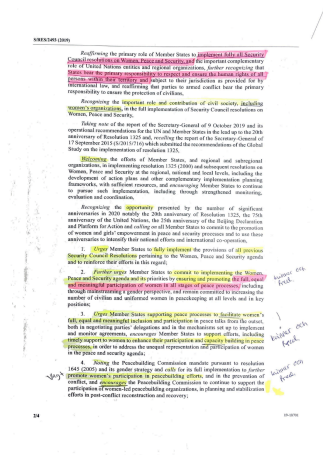 S/RES/2493 (2019)
Reaffirming the primary role of Member States to implement fully all Security
Council resolutions on Women, Peace and Security, and the important complementary
role of United Nations entities and regional organizations, further recognizing that
States bear the primary responsibility to respect and ensure the human rights of all
persons within their territory and subject to their jurisdiction as provided for by
international law, and reaffirming that parties to armed conflict bear the primary
responsibility to ensure the protection of civilians,
Recognizing the important role and contribution of civil society, including
women's organizations, in the full implementation of Security Council resolutions on
Women, Peace and Security,
Taking note of the report of the Secretary-General of 9 October 2019 and its
operational recommendations for the UN and Member States in the lead up to the 20th
anniversary of Resolution 1325 and, recalling the report of the Secretary-General of
17 September 2015 (S/2015/716) which submitted the recommendations of the Global
Study on the implementation of resolution 1325,
Welcoming the efforts of Member States, and regional and subregional
organizations, in implementing resolution 1325 (2000) and subsequent resolutions on
Women, Peace and Security at the regional, national and local levels, including the
development of action plans and other complementary implementation planning
frameworks, with sufficient resources, and encouraging Member States to continue
to pursue such implementation, including through strengthened monitoring,
evaluation and coordination,
Recognizing the opportunity presented by the number of significant
anniversaries in 2020 notably the 20th anniversary of Resolution 1325, the 75th
anniversary of the United Nations, the 25th anniversary of the Beijing Declaration
and Platform for Action and calling on all Member States to commit to the promotion
of women and girls' empowerment in peace and security processes and to use those
anniversaries to intensify their national efforts and international co-operation,
1. Urges Member States to fully implement the provisions of all previous
Security Council Resolutions pertaining to the Women, Peace and Security agenda
and to reinforce their efforts in this regard;
2. Further urges Member States to commit to implementing the Women,
Peace and Security agenda and its priorities by ensuring and promoting the full, equal
and meaningful participation of women in all stages of peace processes, including
through mainstreaming a gender perspective, and remain committed to increasing the
number of civilian and uniformed women in peacekeeping at all levels and in key
positions;
kvinnor och
fred.
3. Urges Member States supporting peace processes to facilitate women's
full, equal and meaningful inclusion and participation in peace talks from the outset,
both in negotiating parties' delegations and in the mechanisms set up to implement
and monitor agreements, encourages Member States to support efforts, including
timely support to women to enhance their participation and capacity building in peace
processes, in order to address the unequal representation and participation of women
in the peace and security agenda;
kvinnor och
fred.
4. Noting the Peacebuilding Commission mandate pursuant to resolution
1645 (2005) and its gender strategy and calls for its full implementation to further
promote women's participation in peacebuilding efforts, and in the prevention of
conflict, and encourages the Peacebuilding Commission to continue to support the
participation of women-led peacebuilding organizations, in planning and stabilization
efforts in post-conflict reconstruction and recovery;
kvinnor och
fred.
2/4